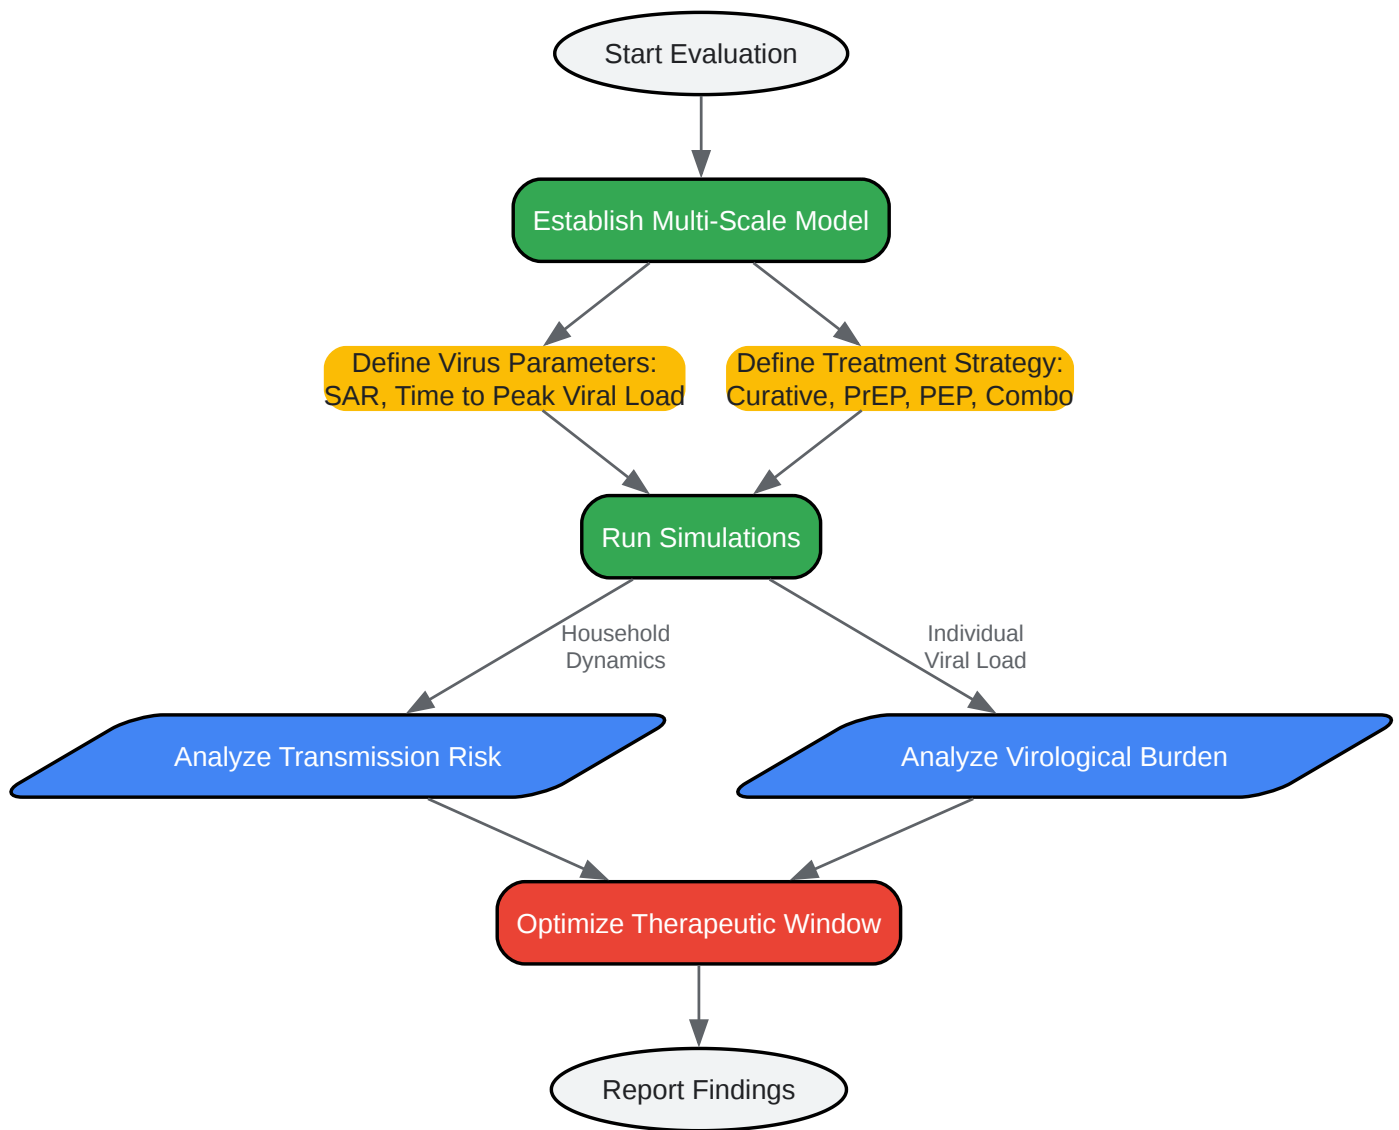 Start Evaluation
Establish Multi-Scale Model
Define Virus Parameters:
SAR, Time to Peak Viral Load
Define Treatment Strategy:
Curative, PrEP, PEP, Combo
Run Simulations
Household
Dynamics
Individual
Viral Load
Analyze Transmission Risk
Analyze Virological Burden
Optimize Therapeutic Window
Report Findings